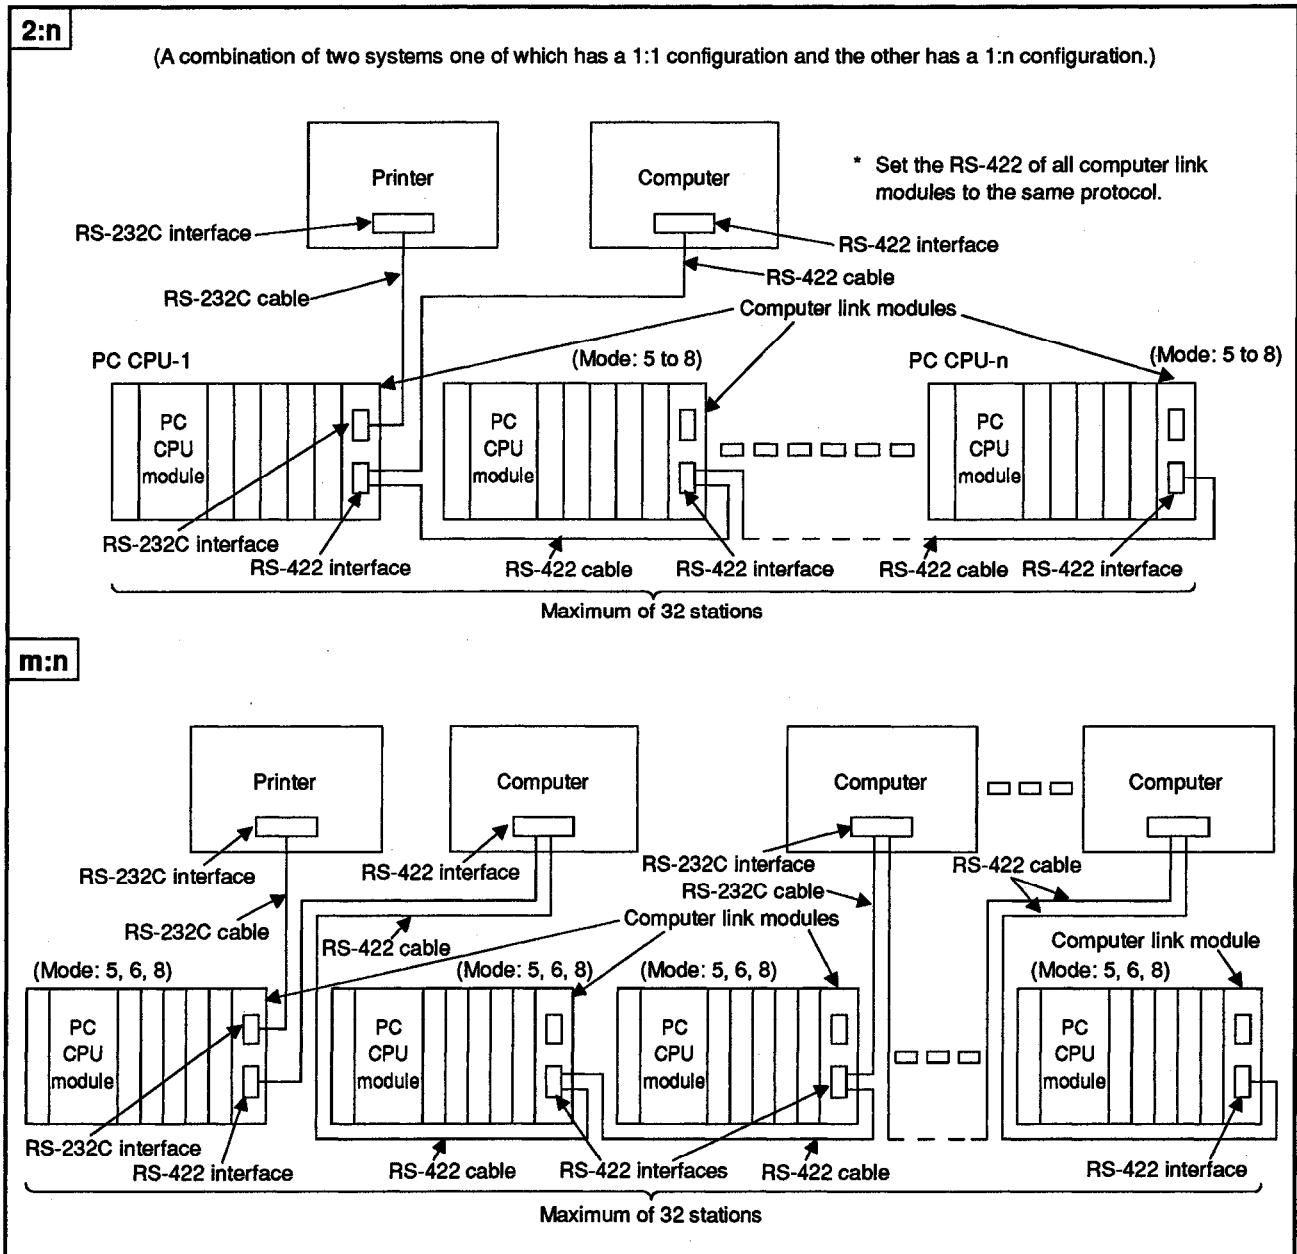 2:n
(A combination of two systems one of which has a 1:1 configuration and the other has a 1:n configuration.)
Printer
Computer
* Set the RS-422 of all computer link
modules to the same protocol.
RS-232C interface
RS-422 interface
RS-422 cable
RS-232C cable
Computer link modules
PC CPU-1
(Mode: 5 to 8)
PC CPU-n
(Mode: 5 to 8)
PC
CPU
module
PC
CPU
module
PC
CPU
module
RS-232C interface
RS-422 interface
RS-422 cable
RS-422 interface
RS-422 cable
RS-422 interface
Maximum of 32 stations
m:n
Printer
Computer
Computer
Computer
RS-232C interface
RS-422 interface
RS-232C interface
RS-422 cable
RS-232C cable
RS-232C cable
RS-422 cable
Computer link modules
Computer link module
(Mode: 5, 6, 8)
(Mode: 5, 6, 8)
(Mode: 5, 6, 8)
(Mode: 5, 6, 8)
PC
CPU
module
PC
CPU
module
PC
CPU
module
PC
CPU
module
RS-232C interface
RS-422 interface
RS-422 cable
RS-422 interfaces
RS-422 cable
RS-422 interface
Maximum of 32 stations